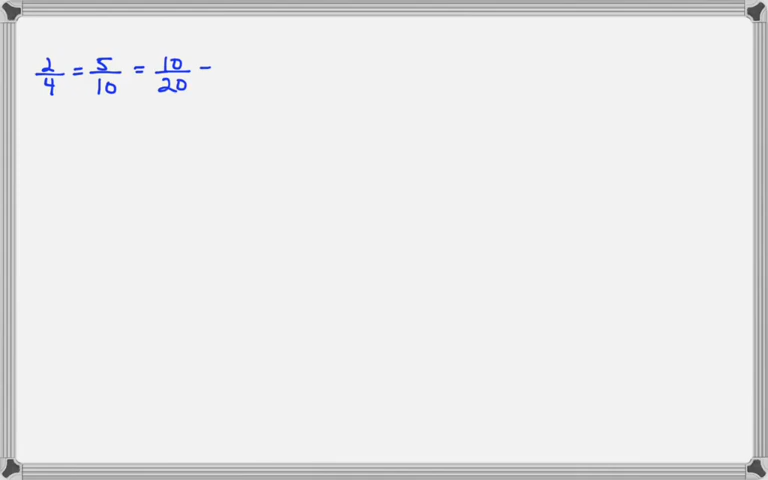 2/4 = 5/10 = 10/20 -